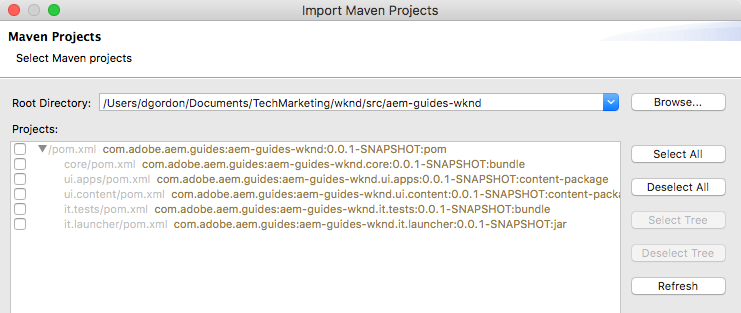 Import Maven Projects
Maven Projects
Select Maven projects
Root Directory: /Users/dgordon/Documents/TechMarketing/wknd/src/aem-guides-wknd Browse...
Projects:
/pom.xml com.adobe.aem.guides:aem-guides-wknd:0.0.1-SNAPSHOT:pom
Select All
core/pom.xml com.adobe.aem.guides:aem-guides-wknd.core:0.0.1-SNAPSHOT:bundle
ui.apps/pom.xml com.adobe.aem.guides:aem-guides-wknd.ui.apps:0.0.1-SNAPSHOT:content-package
Deselect All
ui.content/pom.xml com.adobe.aem.guides:aem-guides-wknd.ui.content:0.0.1-SNAPSHOT:content-package
it.tests/pom.xml com.adobe.aem.guides:aem-guides-wknd.it.tests:0.0.1-SNAPSHOT:bundle
Select Tree
it.launcher/pom.xml com.adobe.aem.guides:aem-guides-wknd.it.launcher:0.0.1-SNAPSHOT:jar
Deselect Tree
Refresh